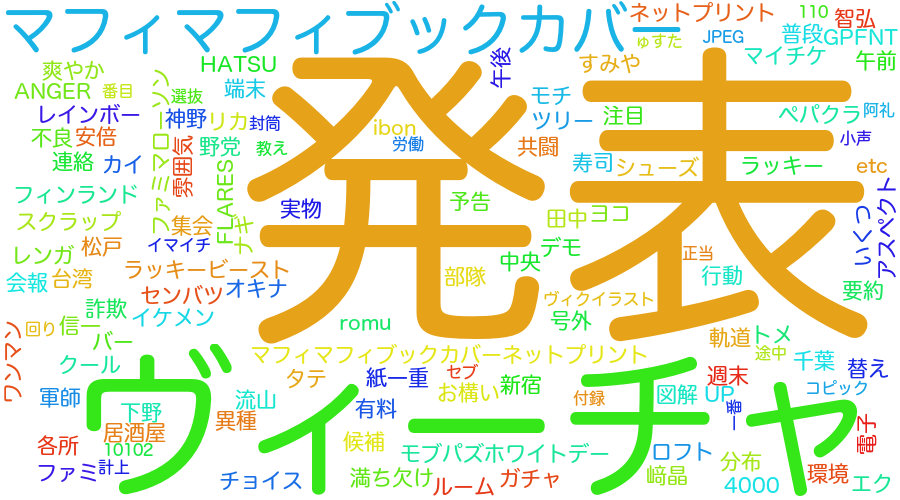 マフィマフィブックカバー
ネットプリント
110
智弘
ゅすた
JPEG
普段
GPFNT
マイチケ
午前
爽やか
HATSU
午後
すみや
ANGER
番目
選抜
端末
モチ
レインボー
神野
リカ
封筒
ibon
ツリー
注目
ペパクラ
阿礼
不良
安倍
ファミマローソン
野党
教え
労働
共闘
小声
連絡
カイ
雰囲気
発表
寿司
シューズ
ラッキー
etc
フィンランド
FLARES
実物
予告
田中
ヨコ
いくつ
アスペクト
スクラップ
集会
ナギ
デモ
レンガ
松戸
イマイチ
中央
正当
会報
台湾
ラッキービースト
部隊
行動
センバツ
オキナ
ヴィクイラスト
要約
詐欺
イケメン
romu
号外
軌道
トメ
ワンマン
回り
信一
バー
マフィマフィブックカバーネットプリント
途中
千葉
クール
ヴィーチャ
タテ
紙一重
セブ
新宿
週末
替え
お構い
コピック
軍師
下野
流山
有料
付録
図解
UP
一番
居酒屋
異種
候補
電子
各所
10102
モブパズホワイトデー
ロフト
分布
ファミ
計上
チョイス
満ち欠け
ルーム
ガチャ
﨑晶
4000
環境
エク